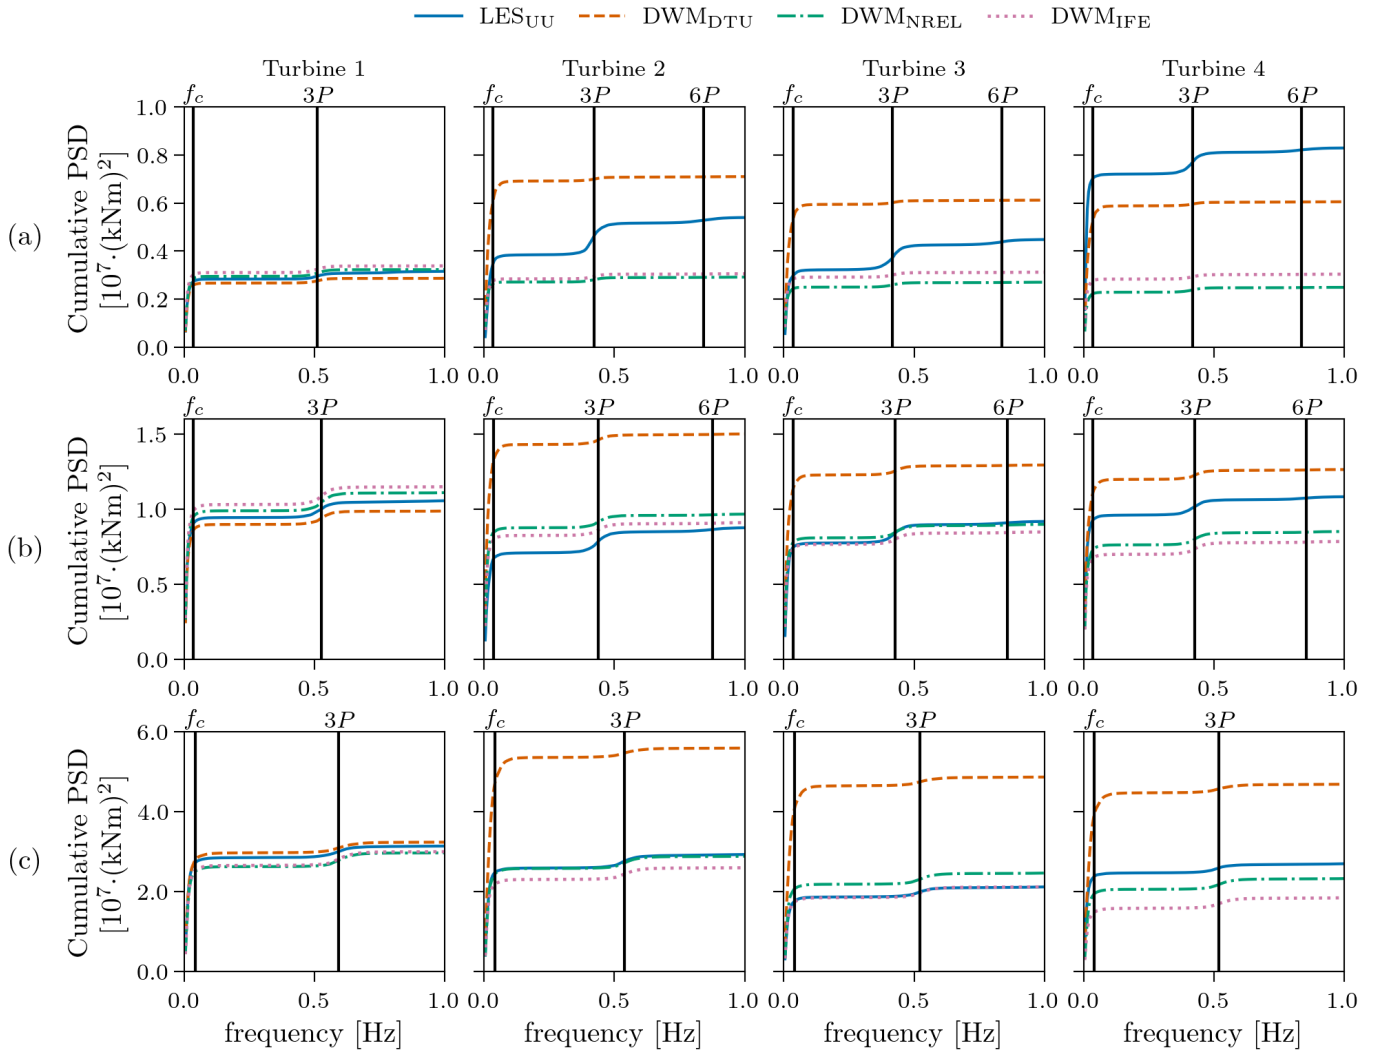 LES_UU DWM_DTU DWM_NREL DWM_IFE
Turbine 1 Turbine 2 Turbine 3 Turbine 4
f_c 3P f_c 3P 6P f_c 3P 6P f_c 3P 6P
(a)
Cumulative PSD
[10^7·(kNm)^2]
1.0
0.8
0.6
0.4
0.2
0.0
0.0 0.5 1.0 0.0 0.5 1.0 0.0 0.5 1.0 0.0 0.5 1.0
f_c 3P f_c 3P 6P f_c 3P 6P f_c 3P 6P
(b)
Cumulative PSD
[10^7·(kNm)^2]
1.5
1.0
0.5
0.0
0.0 0.5 1.0 0.0 0.5 1.0 0.0 0.5 1.0 0.0 0.5 1.0
f_c 3P f_c 3P f_c 3P f_c 3P
(c)
Cumulative PSD
[10^7·(kNm)^2]
6.0
4.0
2.0
0.0
0.0 0.5 1.0 0.0 0.5 1.0 0.0 0.5 1.0 0.0 0.5 1.0
frequency [Hz] frequency [Hz] frequency [Hz] frequency [Hz]